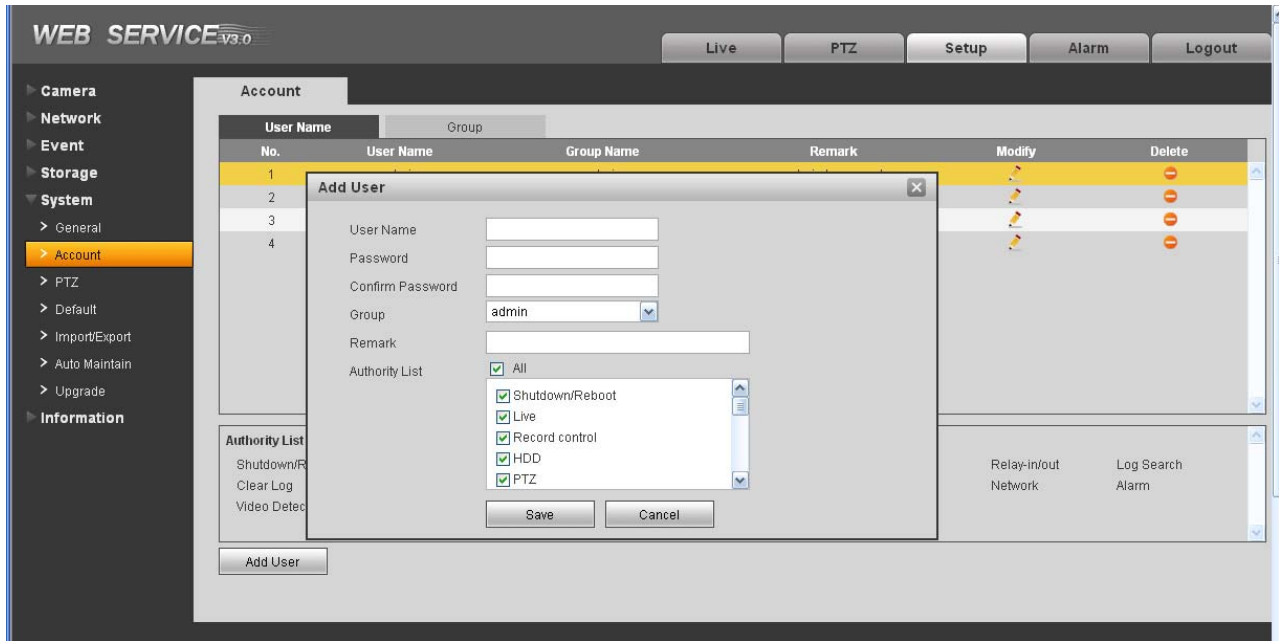 WEB SERVICE V3.0
Live PTZ Setup Alarm Logout
Camera
Network
Event
Storage
System
> General
> Account
> PTZ
> Default
> Import/Export
> Auto Maintain
> Upgrade
Information
Account
User Name Group
No. User Name Group Name Remark Modify Delete
1
2
3
4
Add User
User Name
Password
Confirm Password
Group admin
Remark
Authority List All
Shutdown/Reboot
Live
Record control
HDD
PTZ
Save Cancel
Authority List
Shutdown/R Relay-in/out Log Search
Clear Log Network Alarm
Video Detec
Add User